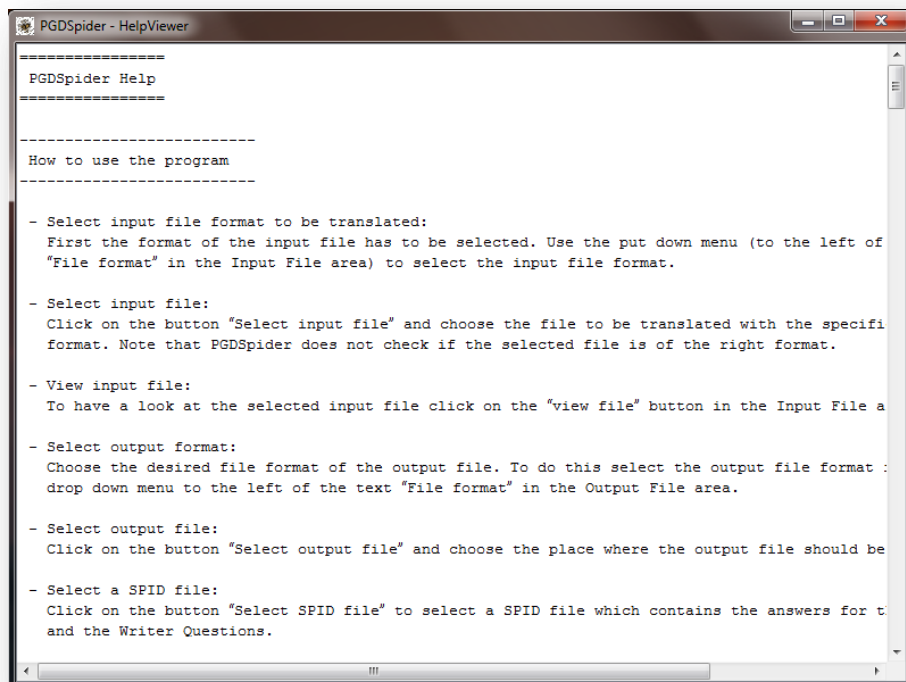 PGDSpider - HelpViewer
================
PGDSpider Help
================
--------------------------
How to use the program
--------------------------
- Select input file format to be translated:
First the format of the input file has to be selected. Use the put down menu (to the left of
"File format" in the Input File area) to select the input file format.
- Select input file:
Click on the button "Select input file" and choose the file to be translated with the specifi
format. Note that PGDSpider does not check if the selected file is of the right format.
- View input file:
To have a look at the selected input file click on the "view file" button in the Input File a
- Select output format:
Choose the desired file format of the output file. To do this select the output file format
drop down menu to the left of the text "File format" in the Output File area.
- Select output file:
Click on the button "Select output file" and choose the place where the output file should be
- Select a SPID file:
Click on the button "Select SPID file" to select a SPID file which contains the answers for t
and the Writer Questions.